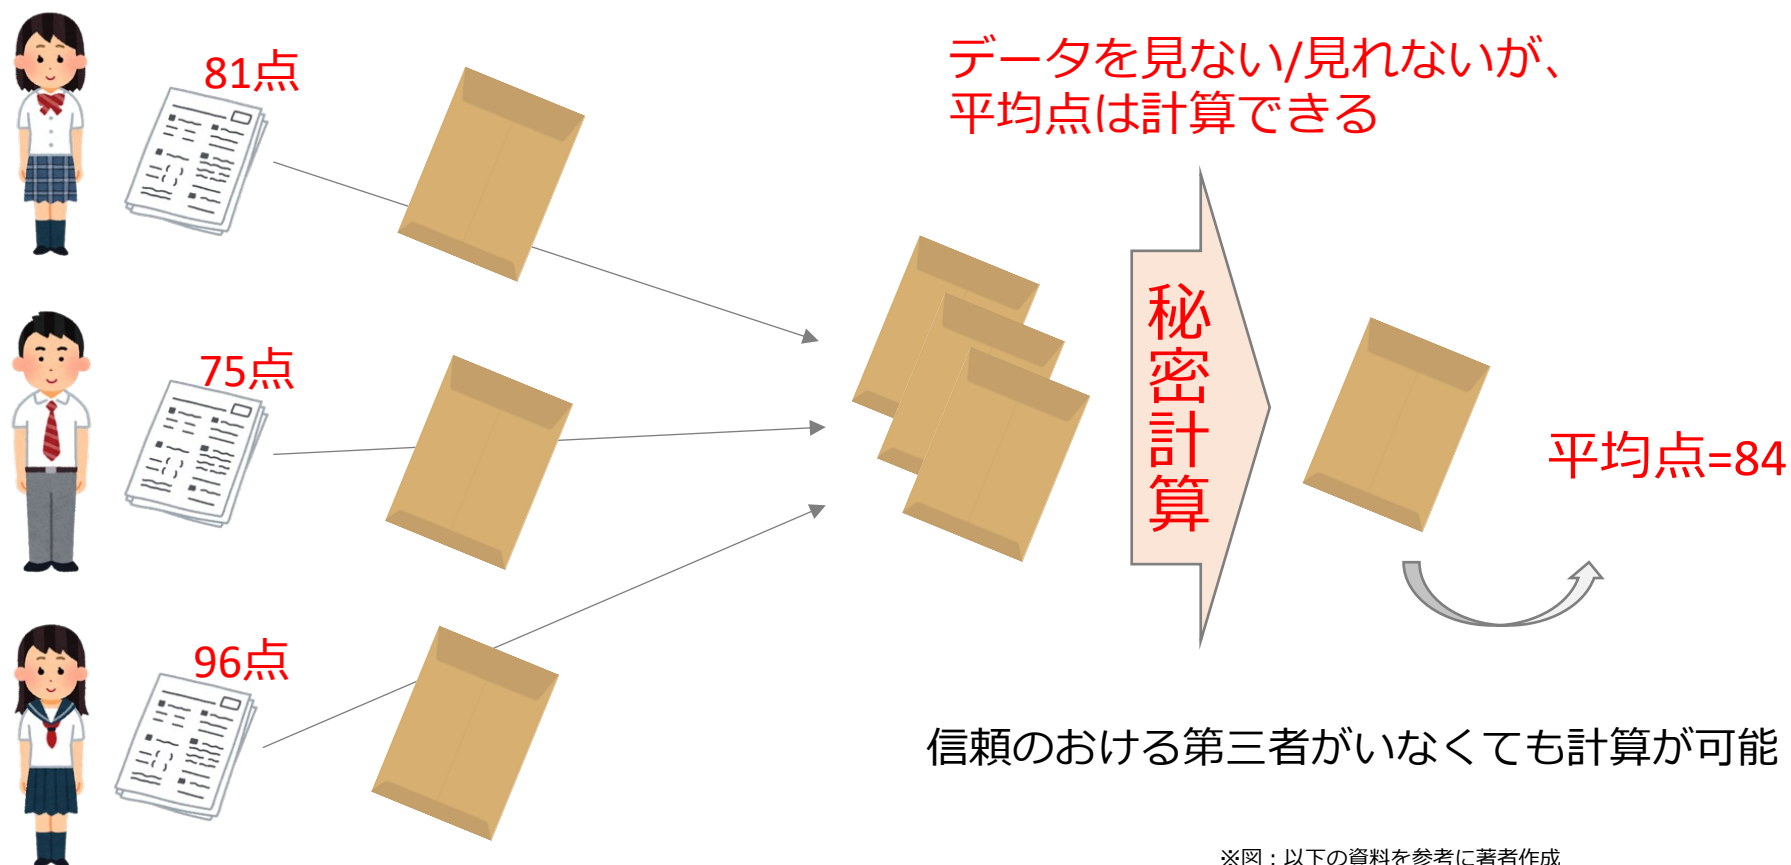 81点
データを見ない/見れないが、
平均点は計算できる
75点
秘密計算
平均点=84
96点
信頼のおける第三者がいなくても計算が可能
※図：以下の資料を参考に著者作成